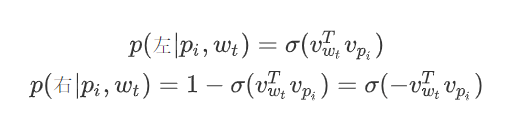 p(左|p_i, w_t) = σ(v_{w_t}^T v_{p_i})
p(右|p_i, w_t) = 1 − σ(v_{w_t}^T v_{p_i}) = σ(−v_{w_t}^T v_{p_i})